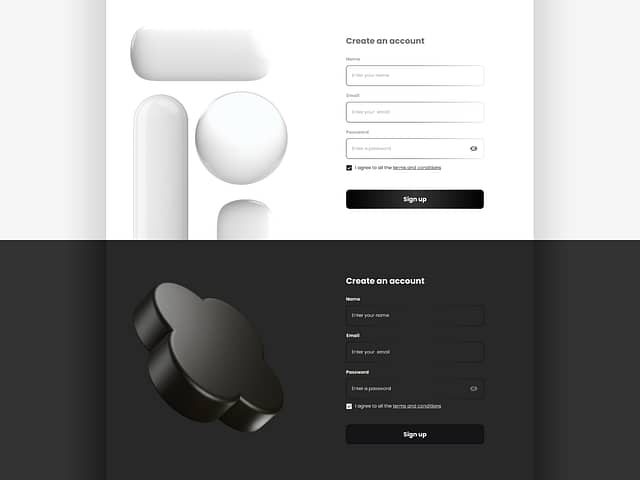 Create an account
Name
Enter your name
Email
Enter your email
Password
Enter a password
I agree to all the terms and conditions
Sign up
Create an account
Name
Enter your name
Email
Enter your email
Password
Enter a password
I agree to all the terms and conditions
Sign up